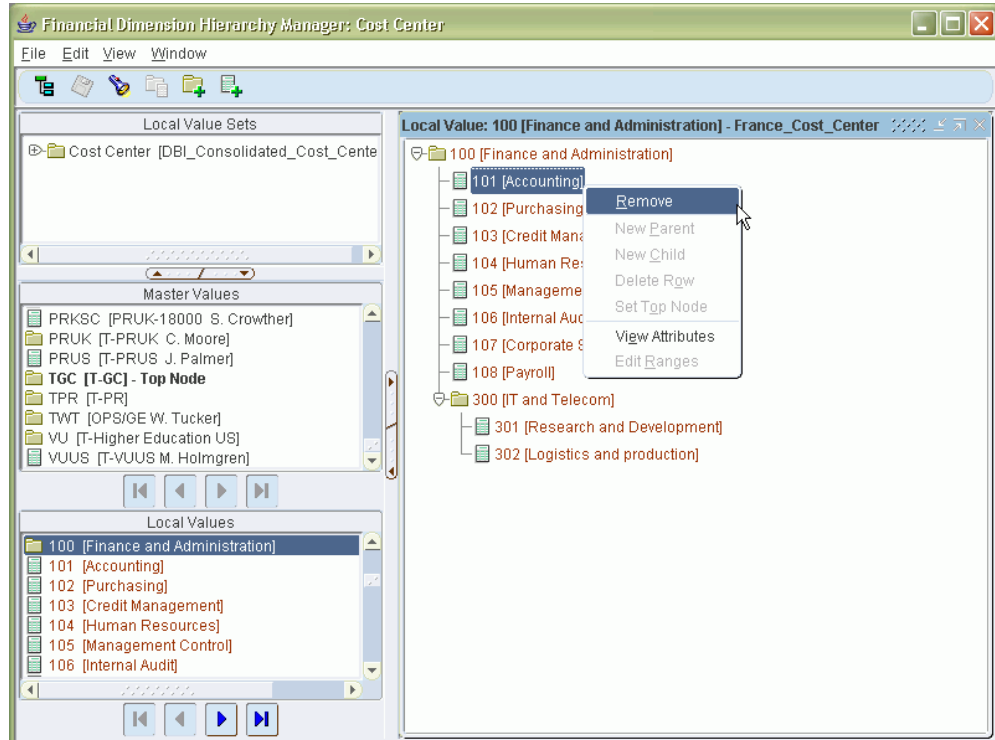 Financial Dimension Hierarchy Manager: Cost Center
File Edit View Window
Local Value Sets
Cost Center [DBI_Consolidated_Cost_Cente
Master Values
PRKSC [PRUK-18000 S. Crowther]
PRUK [T-PRUK C. Moore]
PRUS [T-PRUS J. Palmer]
TGC [T-GC] - Top Node
TPR [T-PR]
TWT [OPS/GE W. Tucker]
VU [T-Higher Education US]
VUUS [T-VUUS M. Holmgren]
Local Values
100 [Finance and Administration]
101 [Accounting]
102 [Purchasing]
103 [Credit Management]
104 [Human Resources]
105 [Management Control]
106 [Internal Audit]
Local Value: 100 [Finance and Administration] - France_Cost_Center
100 [Finance and Administration]
101 [Accounting]
102 [Purchasing
103 [Credit Mana
104 [Human Re
105 [Manageme
106 [Internal Aud
107 [Corporate S
108 [Payroll]
300 [IT and Telecom]
301 [Research and Development]
302 [Logistics and production]
Remove
New Parent
New Child
Delete Row
Set Top Node
View Attributes
Edit Ranges